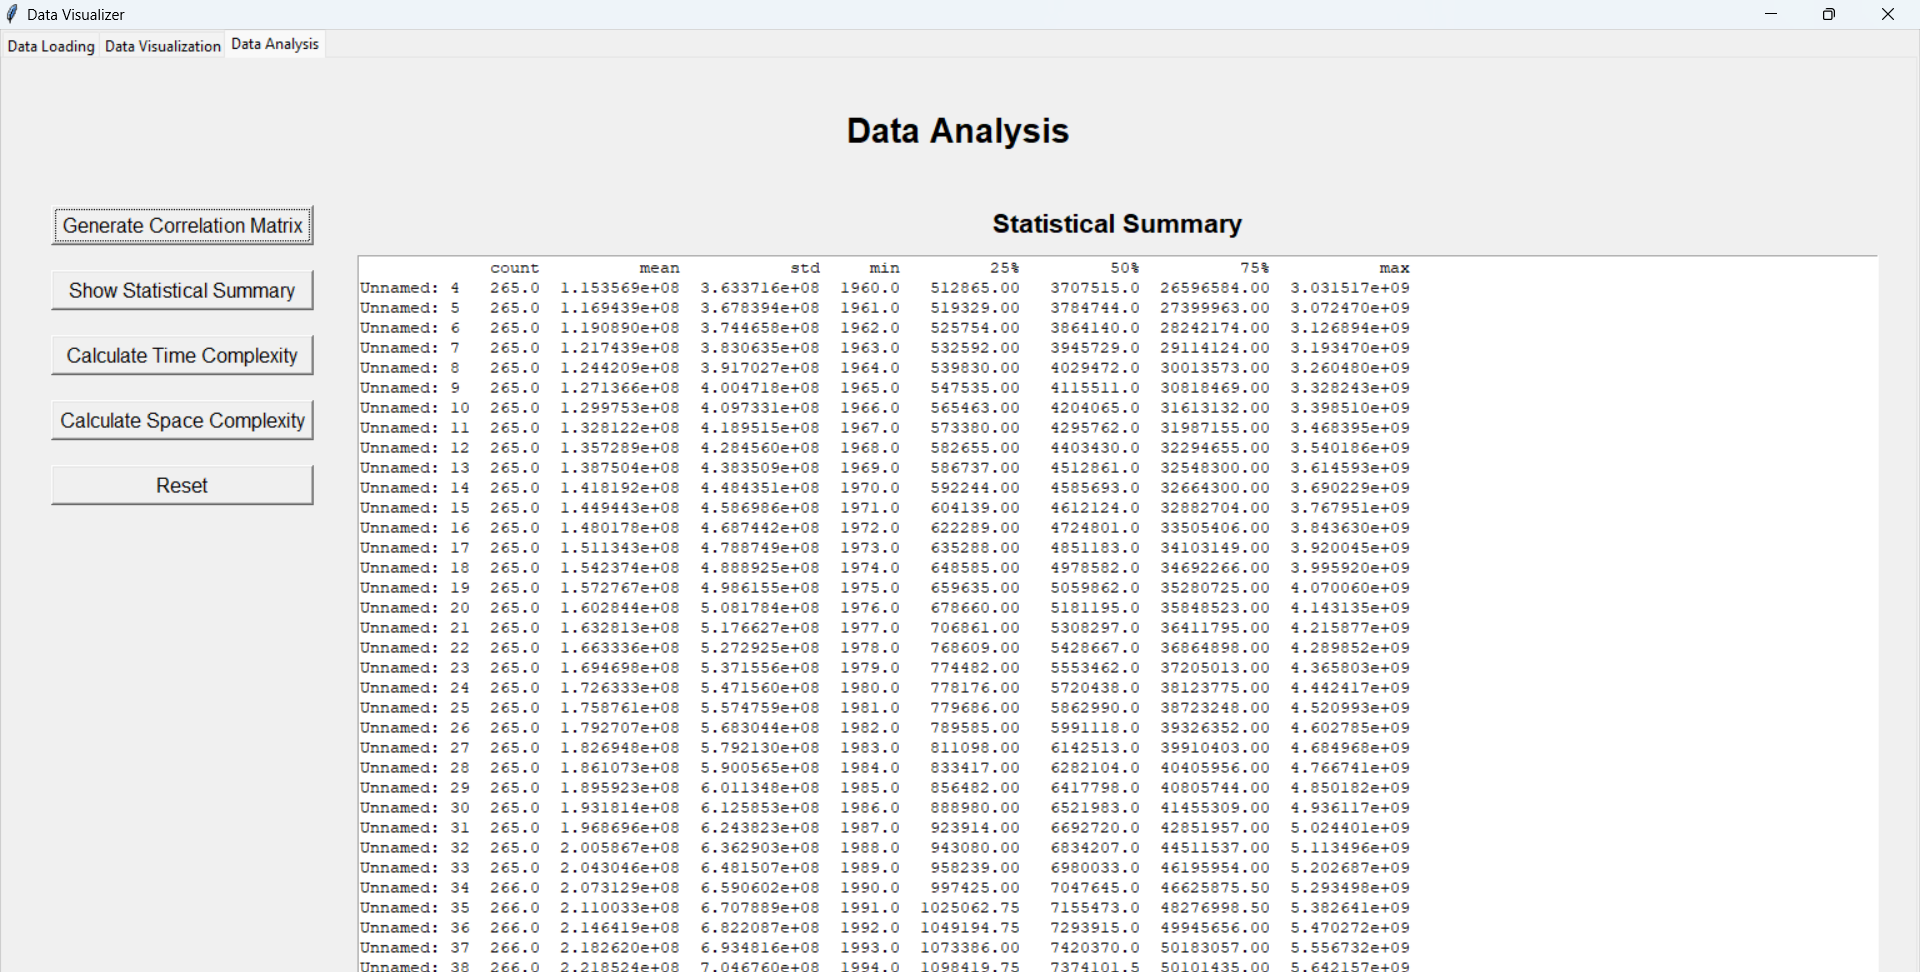 Data Visualizer
Data Loading Data Visualization Data Analysis
Data Analysis
Generate Correlation Matrix
Show Statistical Summary
Calculate Time Complexity
Calculate Space Complexity
Reset
Statistical Summary
count mean std min 25% 50% 75% max
Unnamed: 4 265.0 1.153569e+08 3.633716e+08 1960.0 512865.00 3707515.0 26596584.00 3.031517e+09
Unnamed: 5 265.0 1.169439e+08 3.678394e+08 1961.0 519329.00 3784744.0 27399963.00 3.072470e+09
Unnamed: 6 265.0 1.190890e+08 3.744658e+08 1962.0 525754.00 3864140.0 28242174.00 3.126894e+09
Unnamed: 7 265.0 1.217439e+08 3.830635e+08 1963.0 532592.00 3945729.0 29114124.00 3.193470e+09
Unnamed: 8 265.0 1.244209e+08 3.917027e+08 1964.0 539830.00 4029472.0 30013573.00 3.260480e+09
Unnamed: 9 265.0 1.271366e+08 4.004718e+08 1965.0 547535.00 4115511.0 30818469.00 3.328243e+09
Unnamed: 10 265.0 1.299753e+08 4.097331e+08 1966.0 565463.00 4204065.0 31613132.00 3.398510e+09
Unnamed: 11 265.0 1.328122e+08 4.189515e+08 1967.0 573380.00 4295762.0 31987155.00 3.468395e+09
Unnamed: 12 265.0 1.357289e+08 4.284560e+08 1968.0 582655.00 4403430.0 32294655.00 3.540186e+09
Unnamed: 13 265.0 1.387504e+08 4.383509e+08 1969.0 586737.00 4512861.0 32548300.00 3.614593e+09
Unnamed: 14 265.0 1.418192e+08 4.484351e+08 1970.0 592244.00 4585693.0 32664300.00 3.690229e+09
Unnamed: 15 265.0 1.449443e+08 4.586986e+08 1971.0 604139.00 4612124.0 32882704.00 3.767951e+09
Unnamed: 16 265.0 1.480178e+08 4.687442e+08 1972.0 622289.00 4724801.0 33505406.00 3.843630e+09
Unnamed: 17 265.0 1.511343e+08 4.788749e+08 1973.0 635288.00 4851183.0 34103149.00 3.920045e+09
Unnamed: 18 265.0 1.542374e+08 4.888925e+08 1974.0 648585.00 4978582.0 34692266.00 3.995920e+09
Unnamed: 19 265.0 1.572767e+08 4.986155e+08 1975.0 659635.00 5059862.0 35280725.00 4.070060e+09
Unnamed: 20 265.0 1.602844e+08 5.081784e+08 1976.0 678660.00 5181195.0 35848523.00 4.143135e+09
Unnamed: 21 265.0 1.632813e+08 5.176627e+08 1977.0 706861.00 5308297.0 36411795.00 4.215877e+09
Unnamed: 22 265.0 1.663336e+08 5.272925e+08 1978.0 768609.00 5428667.0 36864898.00 4.289852e+09
Unnamed: 23 265.0 1.694698e+08 5.371556e+08 1979.0 774482.00 5553462.0 37205013.00 4.365803e+09
Unnamed: 24 265.0 1.726333e+08 5.471560e+08 1980.0 778176.00 5720438.0 38123775.00 4.442417e+09
Unnamed: 25 265.0 1.758761e+08 5.574759e+08 1981.0 779686.00 5862990.0 38723248.00 4.520993e+09
Unnamed: 26 265.0 1.792707e+08 5.683044e+08 1982.0 789585.00 5991118.0 39326352.00 4.602785e+09
Unnamed: 27 265.0 1.826948e+08 5.792130e+08 1983.0 811098.00 6142513.0 39910403.00 4.684968e+09
Unnamed: 28 265.0 1.861073e+08 5.900565e+08 1984.0 833417.00 6282104.0 40405956.00 4.766741e+09
Unnamed: 29 265.0 1.895923e+08 6.011348e+08 1985.0 856482.00 6417798.0 40805744.00 4.850182e+09
Unnamed: 30 265.0 1.931814e+08 6.125853e+08 1986.0 888980.00 6521983.0 41455309.00 4.936117e+09
Unnamed: 31 265.0 1.968696e+08 6.243823e+08 1987.0 923914.00 6692720.0 42851957.00 5.024401e+09
Unnamed: 32 265.0 2.005867e+08 6.362903e+08 1988.0 943080.00 6834207.0 44511537.00 5.113496e+09
Unnamed: 33 265.0 2.043046e+08 6.481507e+08 1989.0 958239.00 6980033.0 46195954.00 5.202687e+09
Unnamed: 34 266.0 2.073129e+08 6.590602e+08 1990.0 997425.00 7047645.0 46625875.50 5.293498e+09
Unnamed: 35 266.0 2.110033e+08 6.707889e+08 1991.0 1025062.75 7155473.0 48276998.50 5.382641e+09
Unnamed: 36 266.0 2.146419e+08 6.822087e+08 1992.0 1049194.75 7293915.0 49945656.00 5.470272e+09
Unnamed: 37 266.0 2.182620e+08 6.934816e+08 1993.0 1073386.00 7420370.0 50183057.00 5.556732e+09
Unnamed: 38 266.0 2.218524e+08 7.046760e+08 1994.0 1098419.75 7374101.5 50101435.00 5.642157e+09